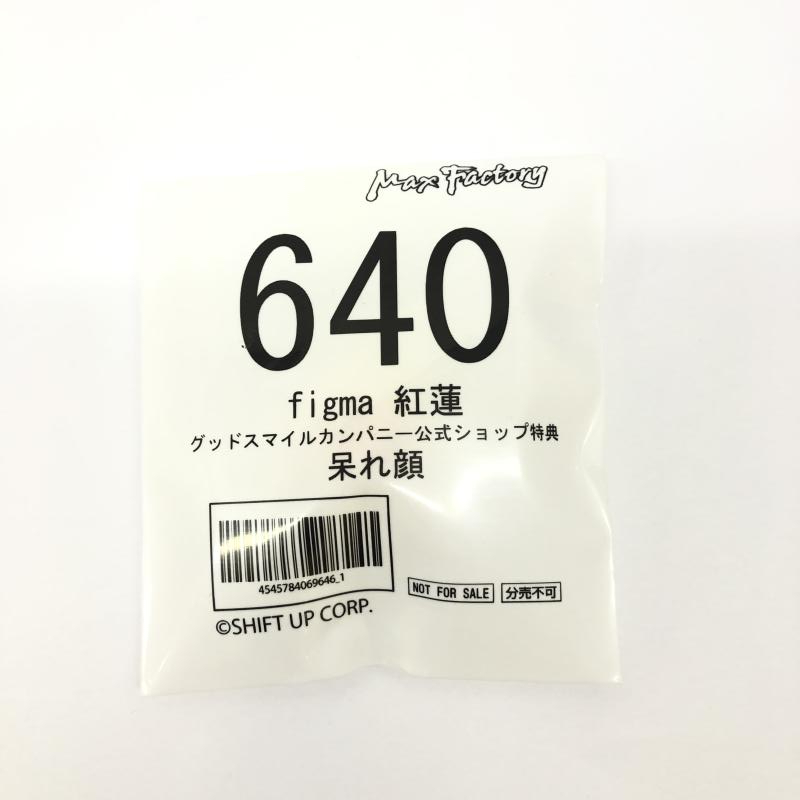 Max Factory
640
figma 紅蓮
グッドスマイルカンパニー公式ショップ特典
呆れ顔
4545784069646_1
NOT FOR SALE 分売不可
©SHIFT UP CORP.